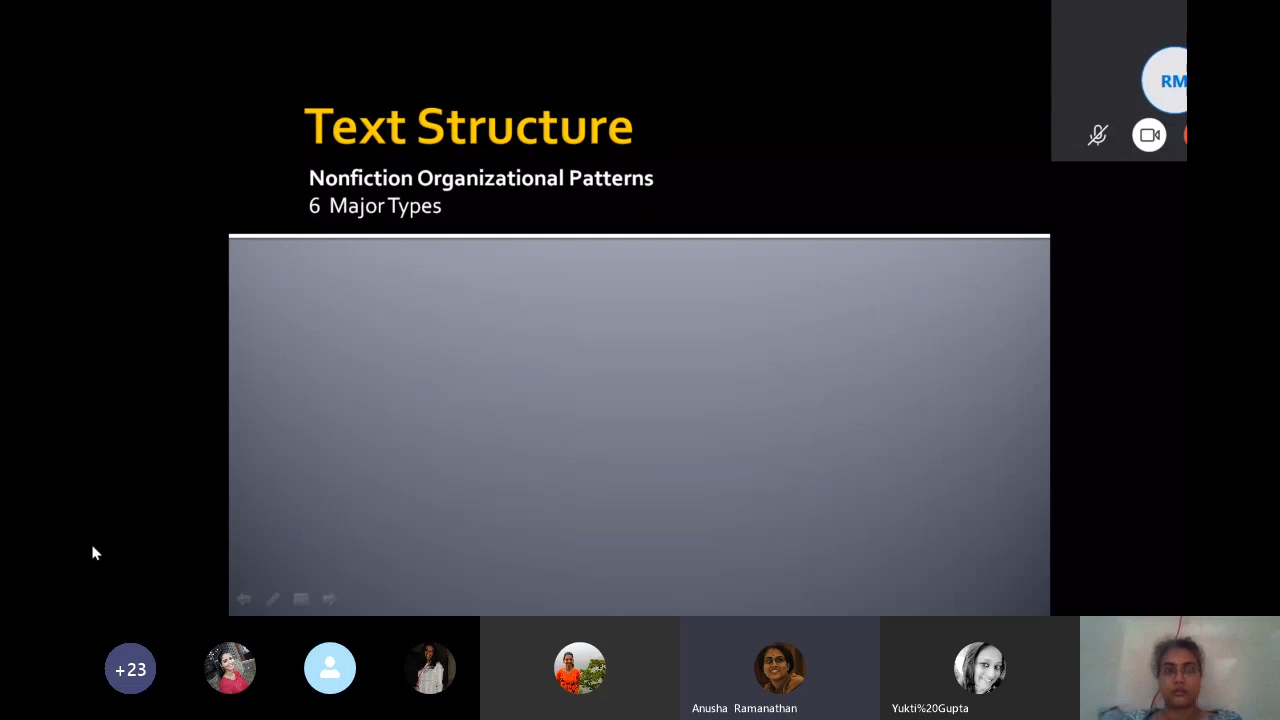 RM
Text Structure
Nonfiction Organizational Patterns
6 Major Types
+23
Anusha Ramanathan
Yukti%20Gupta